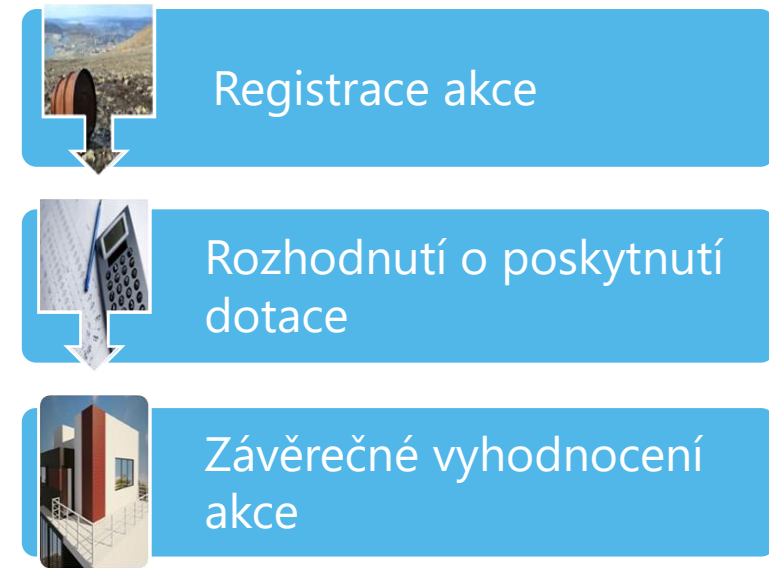 Registrace akce
Rozhodnutí o poskytnutí
dotace
Závěrečné vyhodnocení
akce